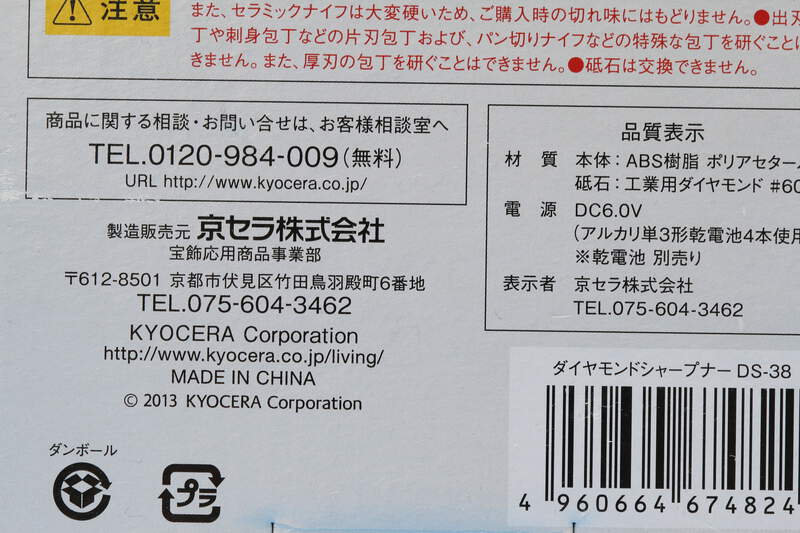 注意
また、セラミックナイフは大変硬いため、ご購入時の切れ味にはもどりません。●出刃
丁や刺身包丁などの片刃包丁および、パン切りナイフなどの特殊な包丁を研ぐことは
きません。また、厚刃の包丁を研ぐことはできません。●砥石は交換できません。
商品に関する相談・お問い合せは、お客様相談室へ
TEL.0120-984-009(無料)
URL http://www.kyocera.co.jp/
製造販売元 京セラ株式会社
宝飾応用商品事業部
〒612-8501 京都市伏見区竹田鳥羽殿町6番地
TEL.075-604-3462
KYOCERA Corporation
http://www.kyocera.co.jp/living/
MADE IN CHINA
© 2013 KYOCERA Corporation
ダンボール
プラ
品質表示
材 質 本体:ABS樹脂 ポリアセター
砥石:工業用ダイヤモンド #60
電 源 DC6.0V
(アルカリ単3形乾電池4本使用
※乾電池 別売り
表示者 京セラ株式会社
TEL.075-604-3462
ダイヤモンドシャープナー DS-38
4 960664 674824